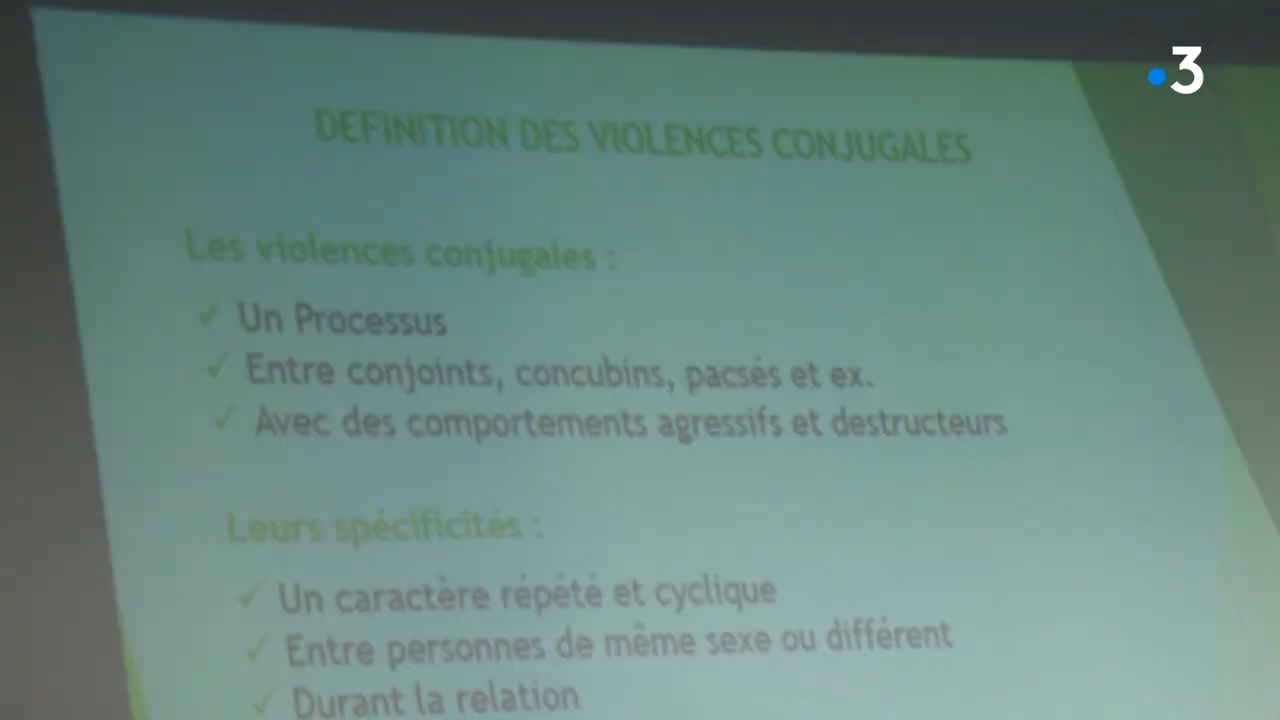 3
DEFINITION DES VIOLENCES CONJUGALES
Les violences conjugales :
✓ Un Processus
✓ Entre conjoints, concubins, pacsés et ex.
✓ Avec des comportements agressifs et destructeurs
Leurs spécificités :
✓ Un caractère répété et cyclique
✓ Entre personnes de même sexe ou différent
✓ Durant la relation